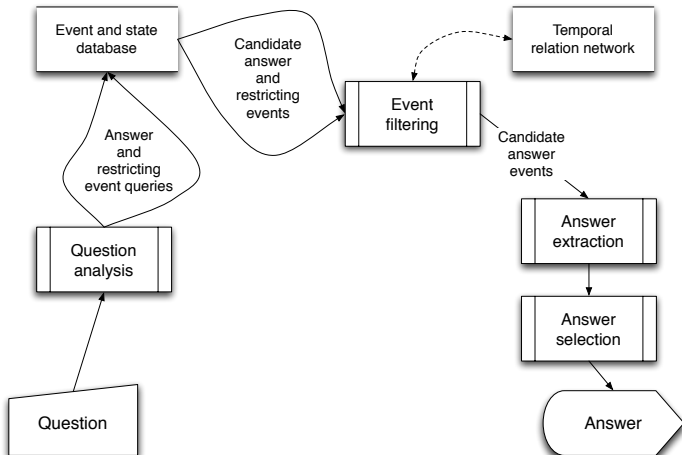 Event and state
database
Candidate
answer
and
restricting
events
Temporal
relation network
Event
filtering
Answer
and
restricting
event queries
Candidate
answer
events
Question
analysis
Answer
extraction
Answer
selection
Question
Answer